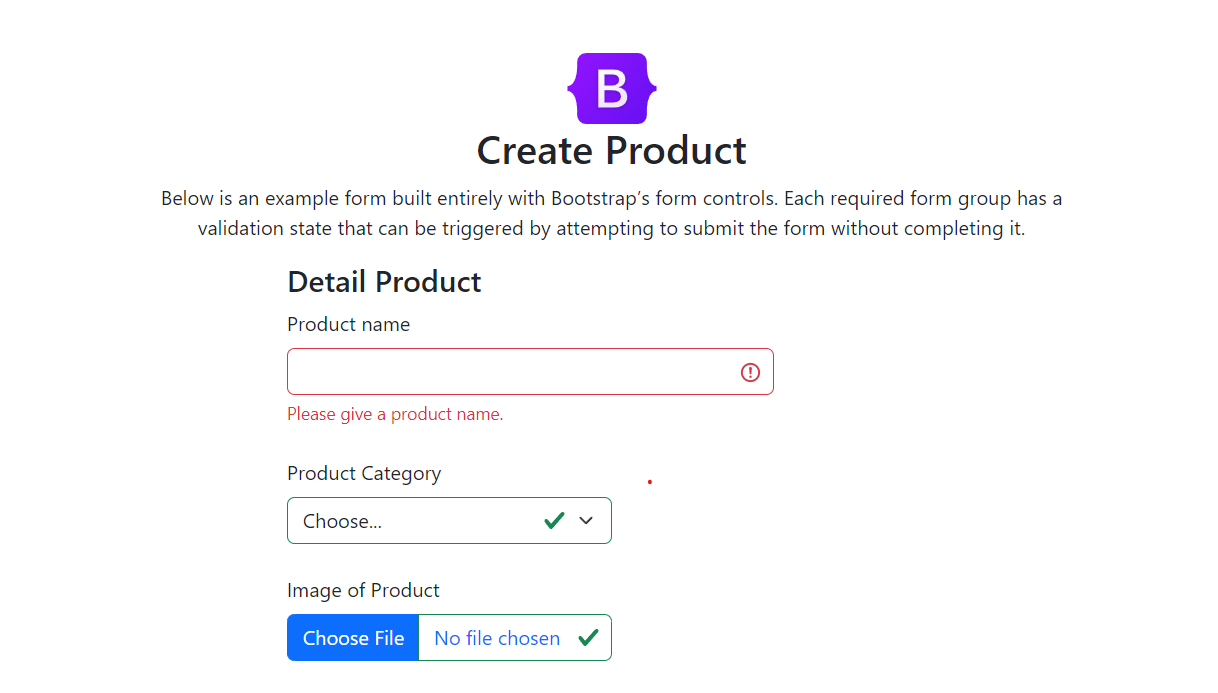 B
Create Product
Below is an example form built entirely with Bootstrap’s form controls. Each required form group has a
validation state that can be triggered by attempting to submit the form without completing it.
Detail Product
Product name
Please give a product name.
Product Category
Choose...
Image of Product
Choose File No file chosen